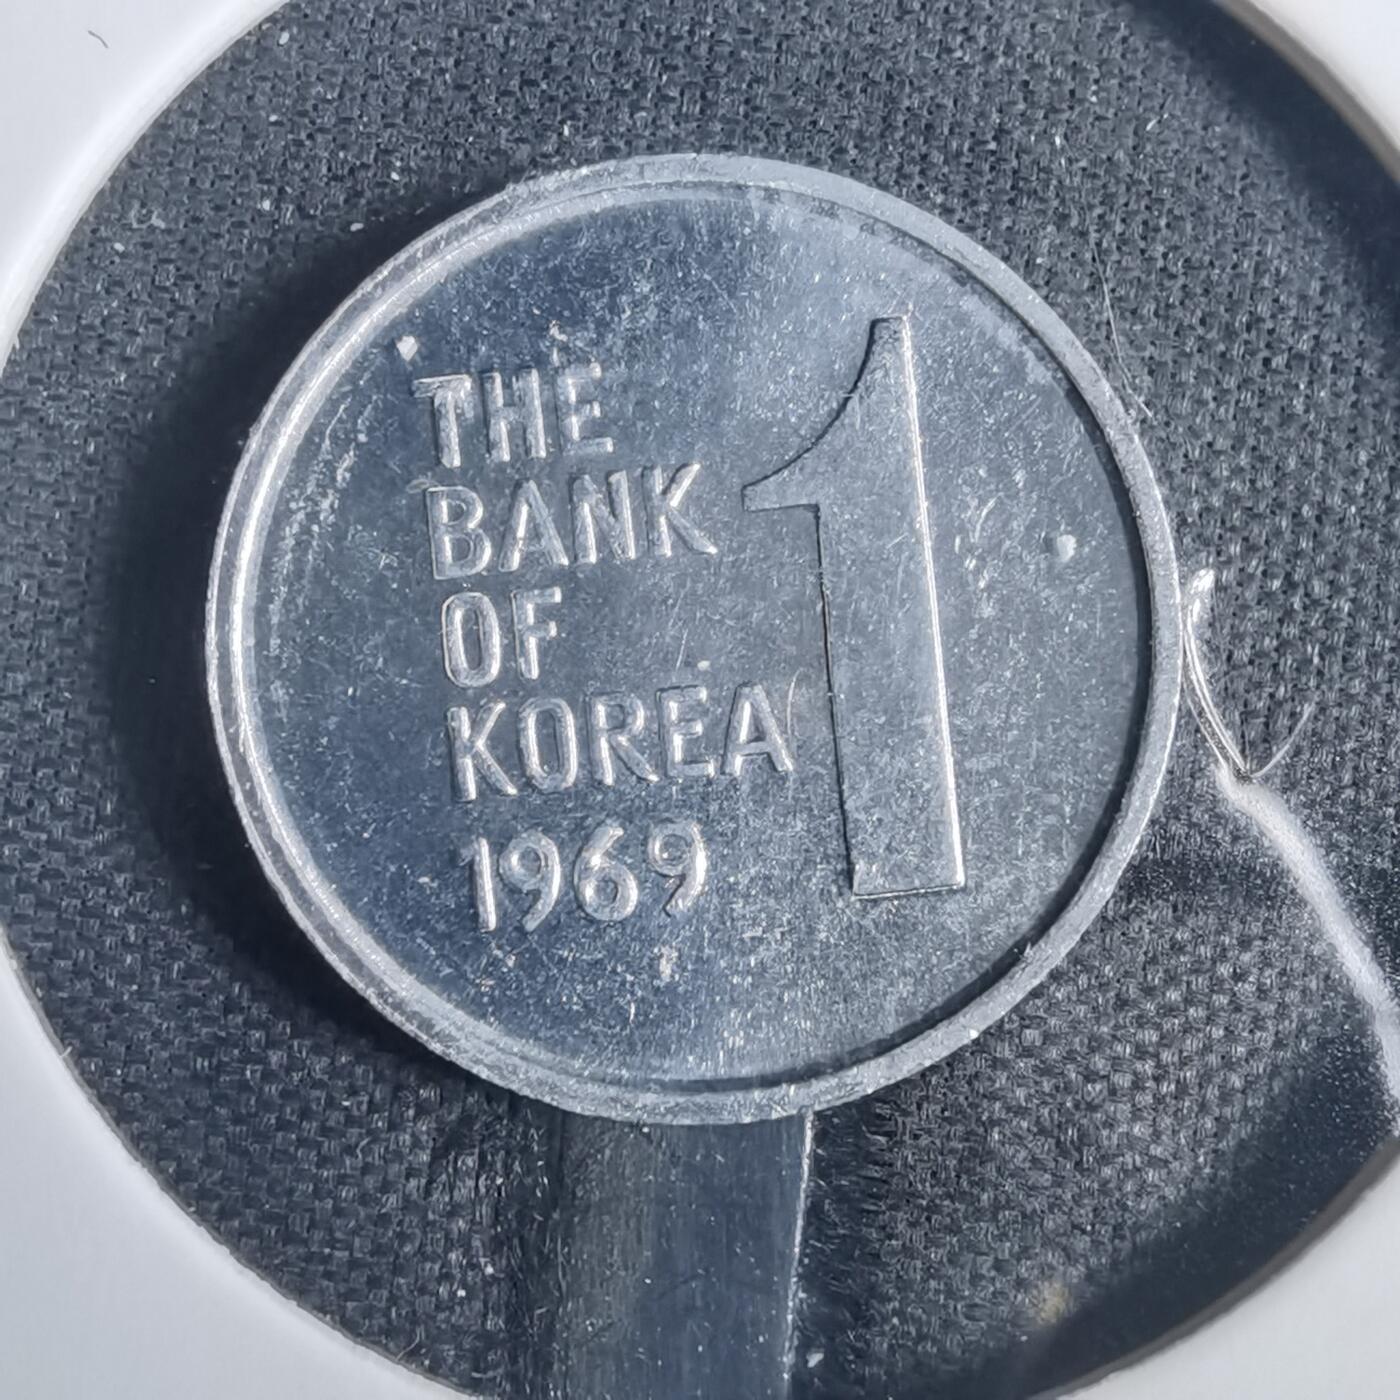 THE
BANK
OF
KOREA
1969
1